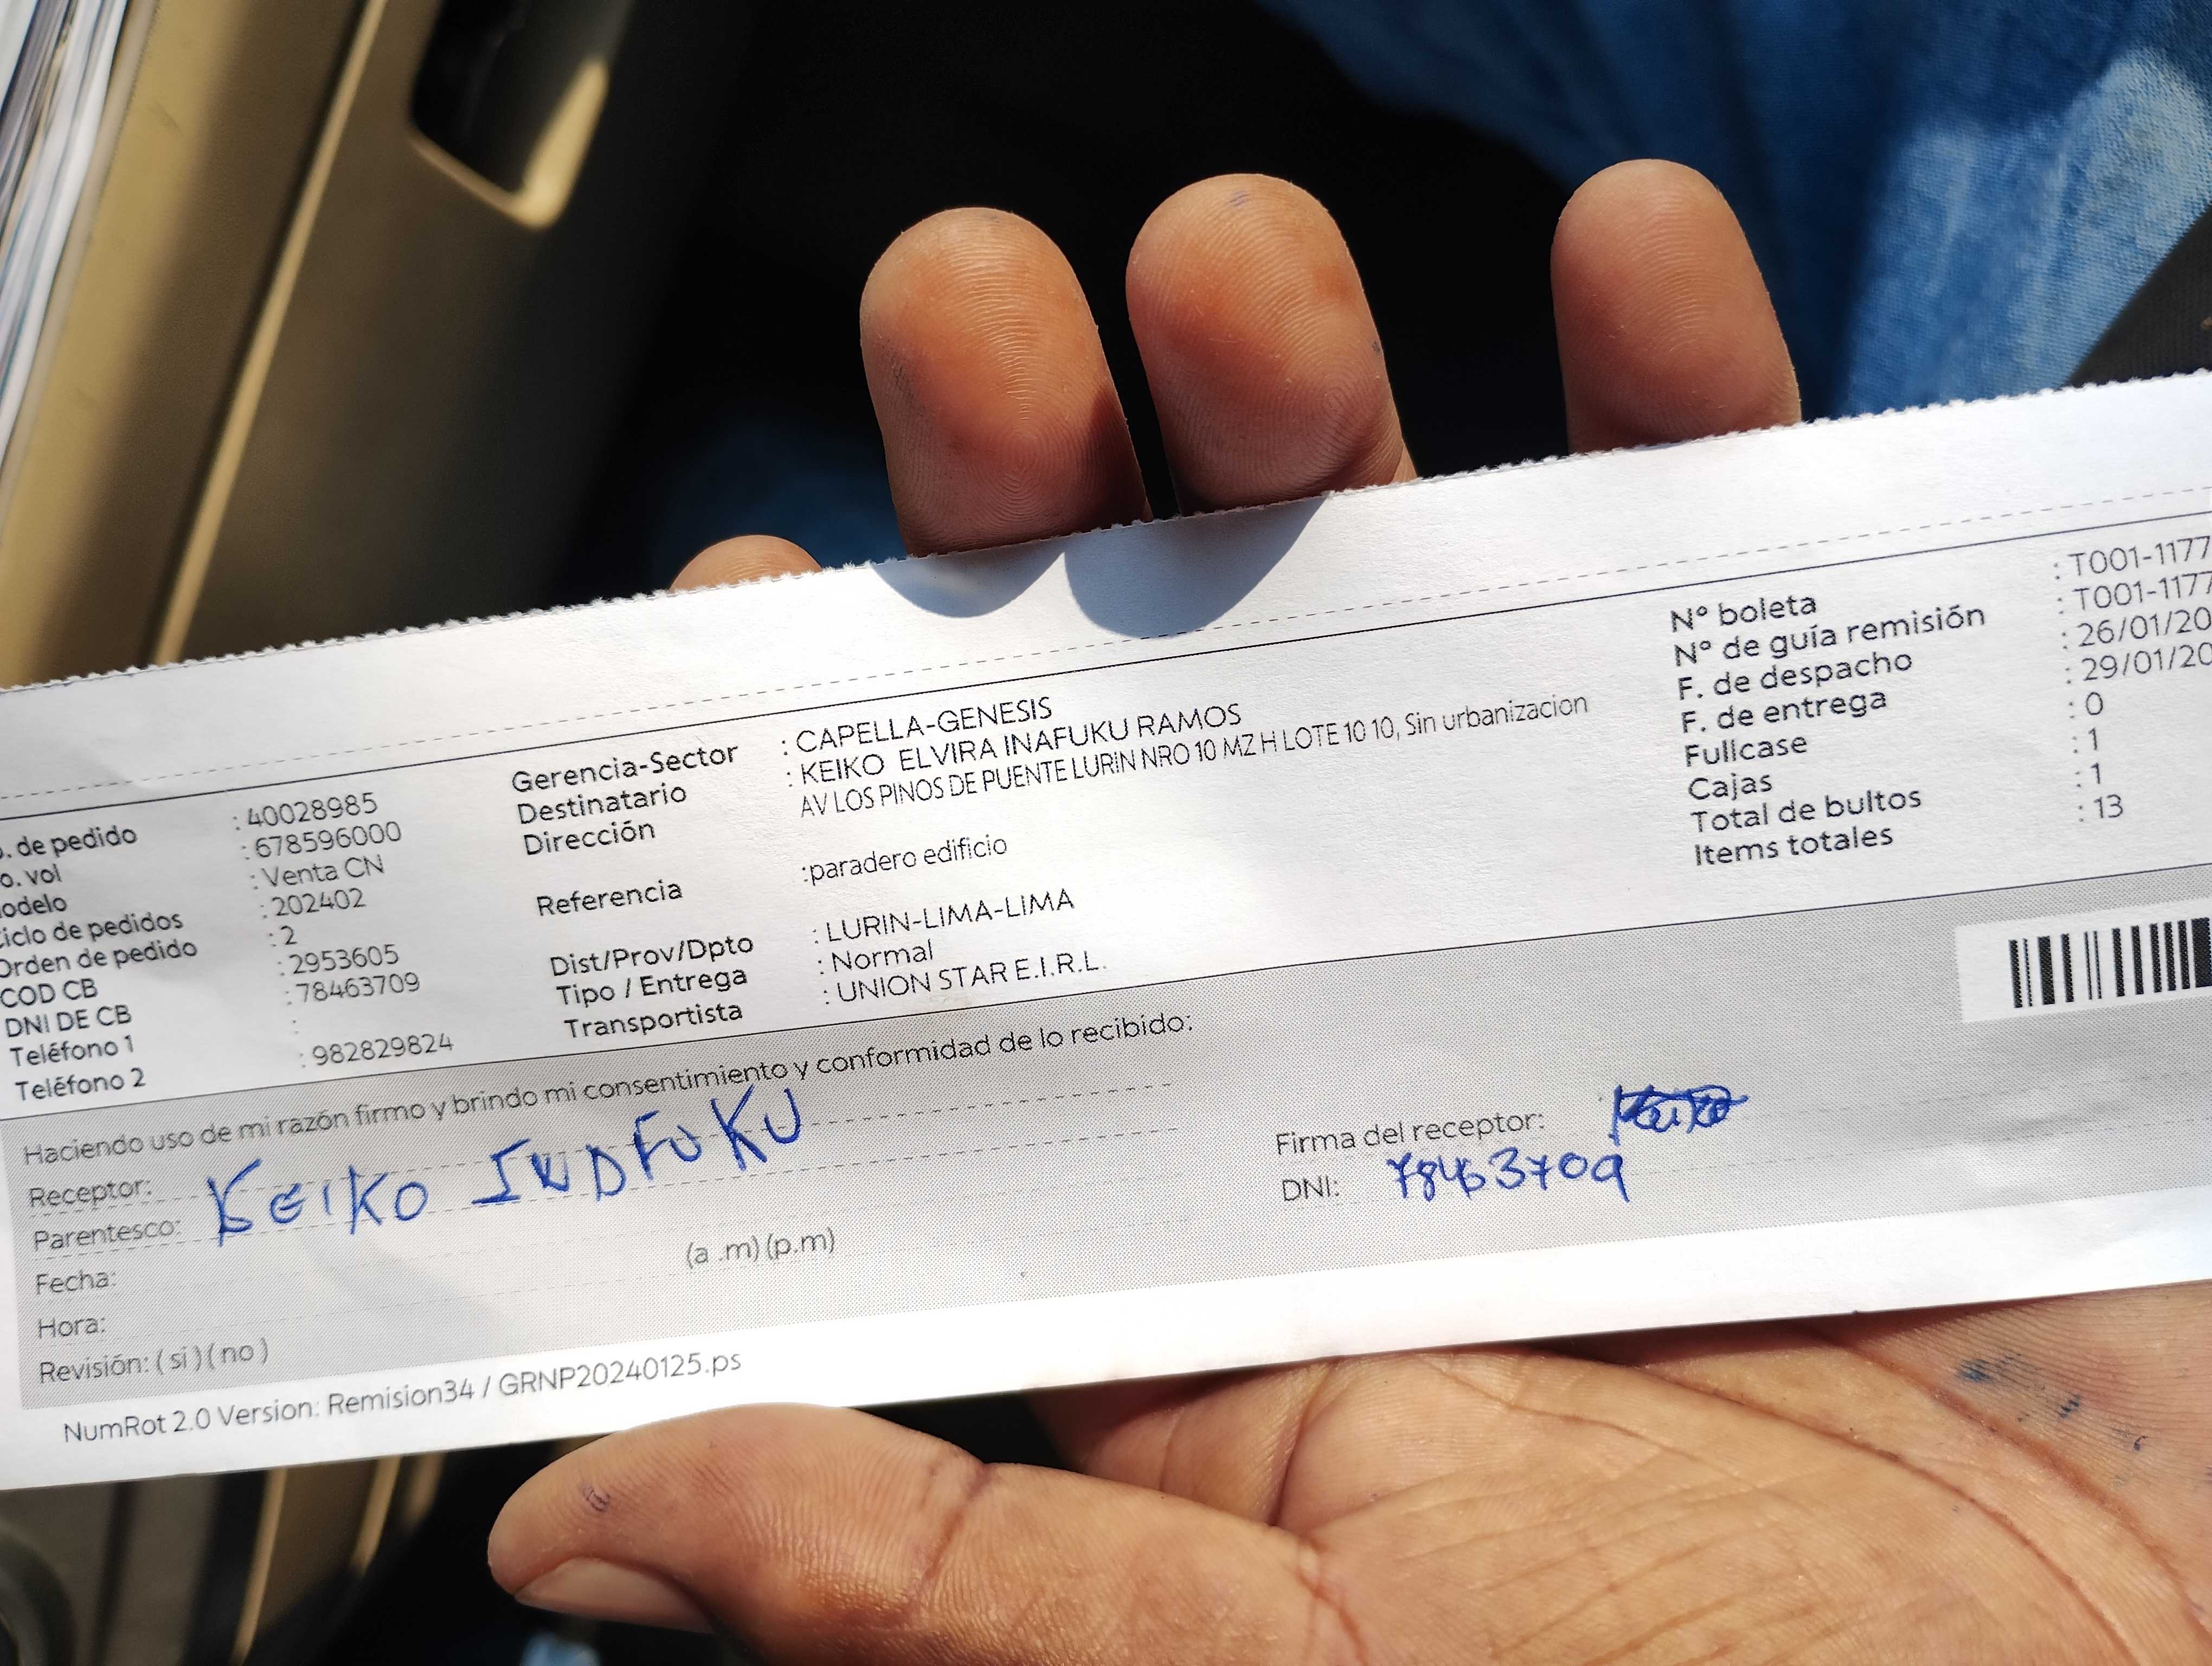 . de pedido : 40028985
o. vol : 678596000
odelo : Venta CN
iclo de pedidos : 202402
Orden de pedido : 2
COD CB : 2953605
DNI DE CB : 78463709
Teléfono 1 :
Teléfono 2 : 982829824
Gerencia-Sector : CAPELLA-GENESIS
Destinatario : KEIKO ELVIRA INAFUKU RAMOS
Dirección AV LOS PINOS DE PUENTE LURIN NRO 10 MZ H LOTE 10 10, Sin urbanizacion
Referencia :paradero edificio
Dist/Prov/Dpto : LURIN-LIMA-LIMA
Tipo / Entrega : Normal
Transportista : UNION STAR E.I.R.L.
N° boleta : T001-1177
N° de guía remisión : T001-1177
F. de despacho : 26/01/20
F. de entrega : 29/01/20
Fullcase : 0
Cajas : 1
Total de bultos : 1
Items totales : 13
Haciendo uso de mi razón firmo y brindo mi consentimiento y conformidad de lo recibido:
Receptor: KEIKO INDFUKU
Parentesco:
Fecha:
Hora: (a .m) (p.m)
Revisión: ( si ) ( no )
Firma del receptor: Keiko
DNI: 78463709
NumRot 2.0 Version: Remision34 / GRNP20240125.ps